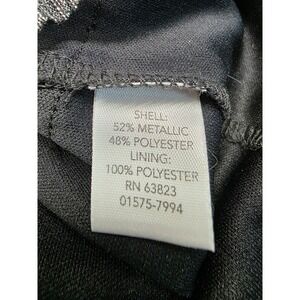 SHELL:
52% METALLIC
48% POLYESTER
LINING:
100% POLYESTER
RN 63823
01575-7994